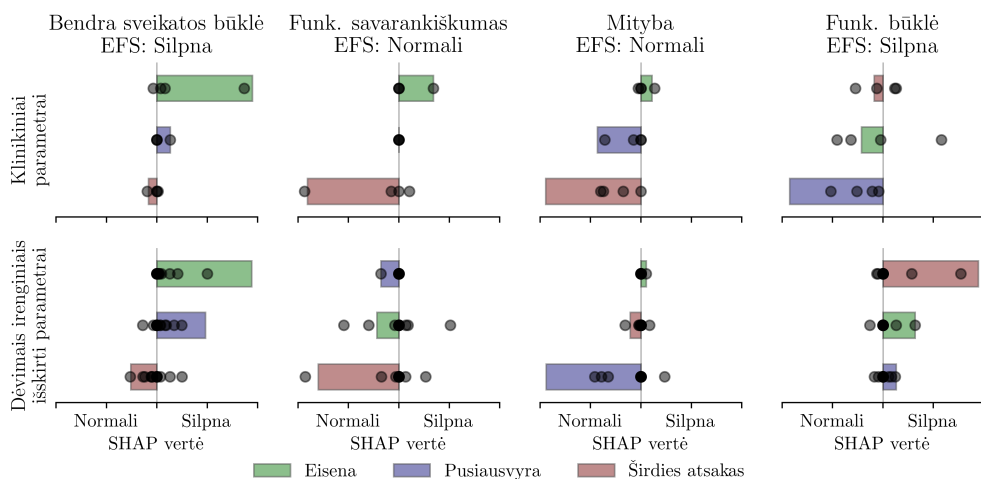 Bendra sveikatos būklė
EFS: Silpna
Funk. savarankiškumas
EFS: Normali
Mityba
EFS: Normali
Funk. būklė
EFS: Silpna
Klinikiniai
parametrai
Dėvimais irenginiais
išskirti parametrai
Normali Silpna
SHAP vertė
Normali Silpna
SHAP vertė
Normali Silpna
SHAP vertė
Normali Silpna
SHAP vertė
Eisena Pusiausvyra Širdies atsakas